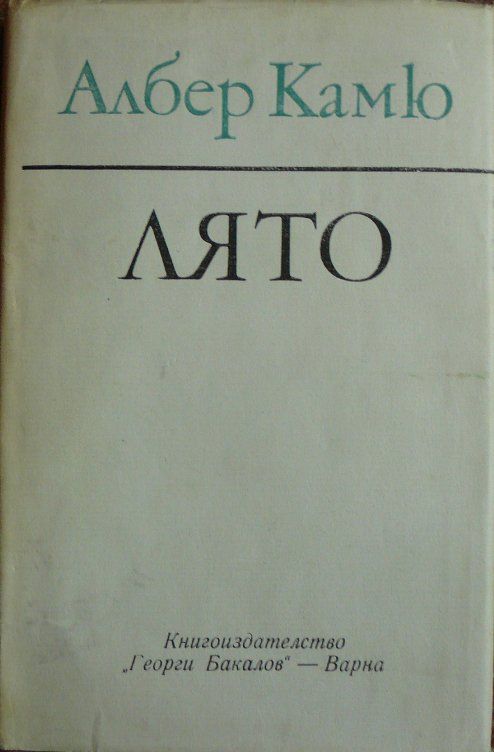 Албер Камю
ЛЯТО
Книгоиздателство
„Георги Бакалов“ — Варна